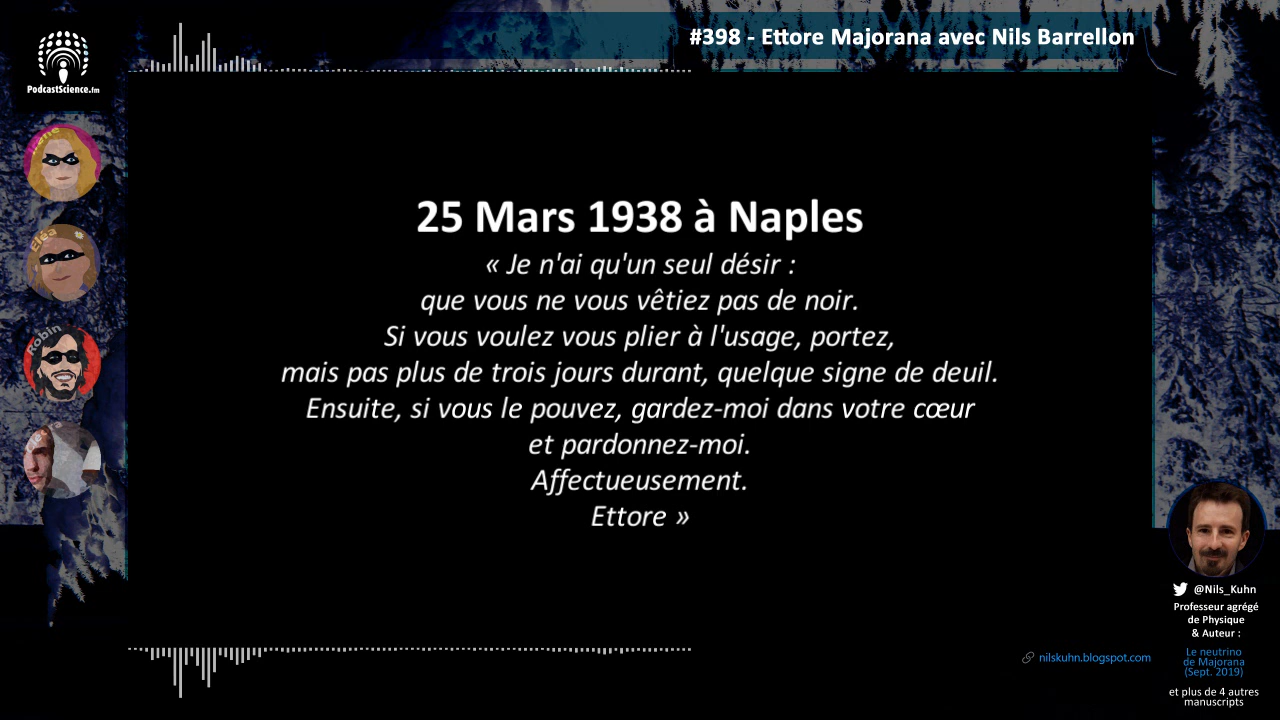 PodcastScience.fm
#398 - Ettore Majorana avec Nils Barrellon
Eléa
Robin
25 Mars 1938 à Naples
« Je n'ai qu'un seul désir :
que vous ne vous vêtiez pas de noir.
Si vous voulez vous plier à l'usage, portez,
mais pas plus de trois jours durant, quelque signe de deuil.
Ensuite, si vous le pouvez, gardez-moi dans votre cœur
et pardonnez-moi.
Affectueusement.
Ettore »
@Nils_Kuhn
Professeur agrégé
de Physique
& Auteur :
Le neutrino
de Majorana
(Sept. 2019)
et plus de 4 autres
manuscripts
nilskuhn.blogspot.com